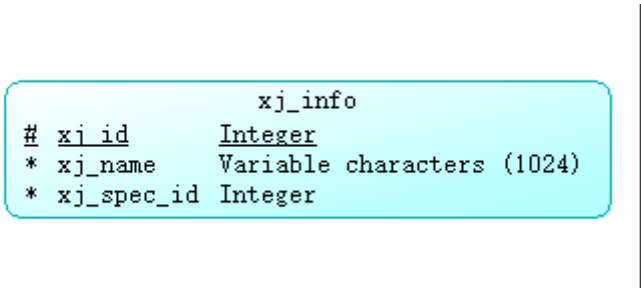 xj_info
# xj_id Integer
* xj_name Variable characters (1024)
* xj_spec_id Integer